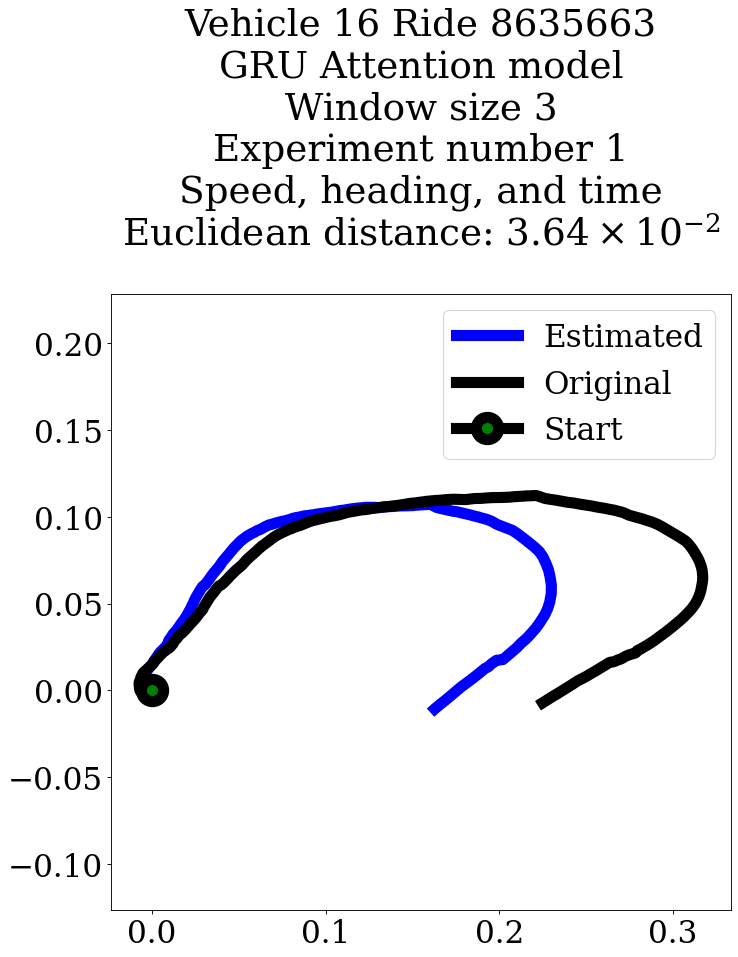 Vehicle 16 Ride 8635663
GRU Attention model
Window size 3
Experiment number 1
Speed, heading, and time
Euclidean distance: 3.64 × 10⁻²
Estimated
Original
Start
0.20
0.15
0.10
0.05
0.00
−0.05
−0.10
0.0 0.1 0.2 0.3